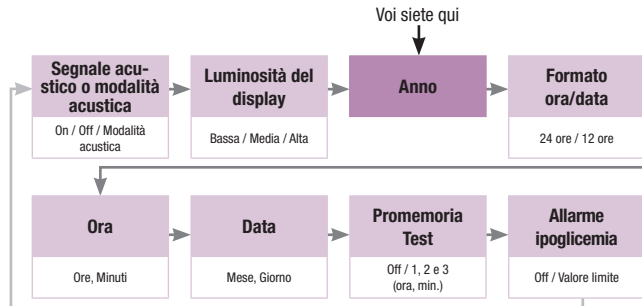 Voi siete qui
Segnale acu-
stico o modalità
acustica
On / Off / Modalità
acustica
Luminosità del
display
Bassa / Media / Alta
Anno
Formato
ora/data
24 ore / 12 ore
Ora
Ore, Minuti
Data
Mese, Giorno
Promemoria
Test
Off / 1, 2 e 3
(ora, min.)
Allarme
ipoglicemia
Off / Valore limite